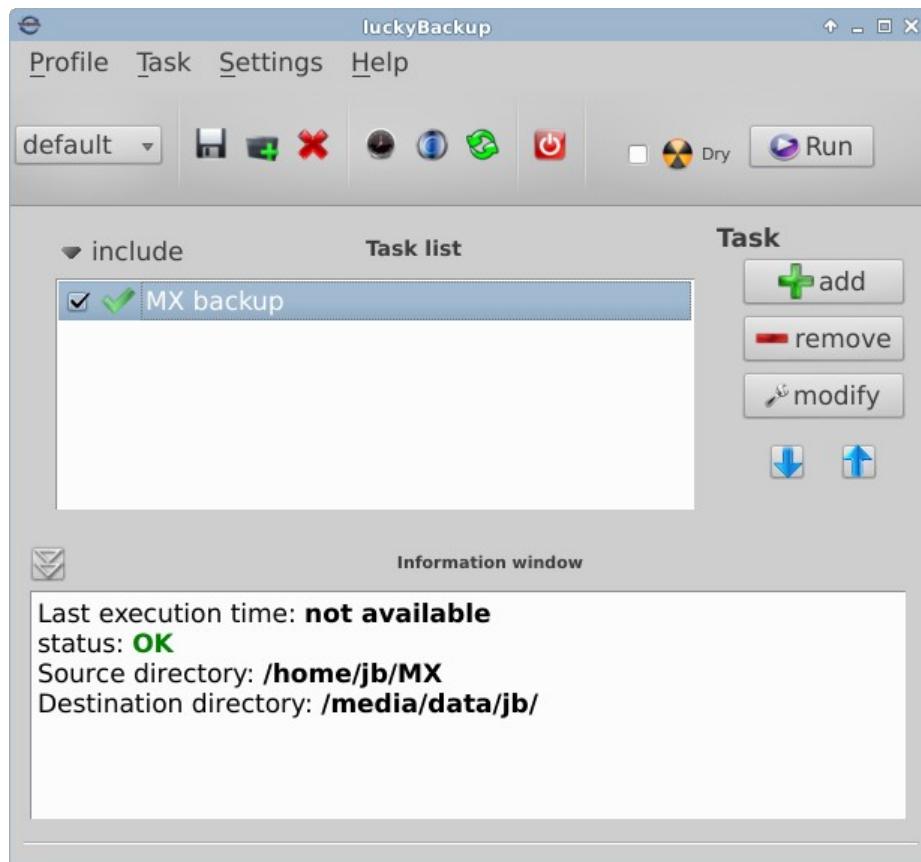 luckyBackup
Profile Task Settings Help
default Dry Run
include Task list Task
MX backup
add
remove
modify
Information window
Last execution time: not available
status: OK
Source directory: /home/jb/MX
Destination directory: /media/data/jb/